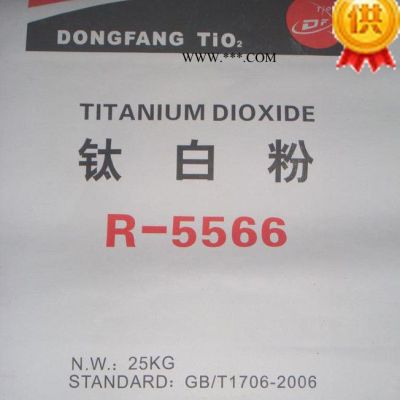 DONGFANG TiO₂
供
www.***.com
TITANIUM DIOXIDE
钛白粉
R-5566
N.W.: 25KG
STANDARD: GB/T1706-2006